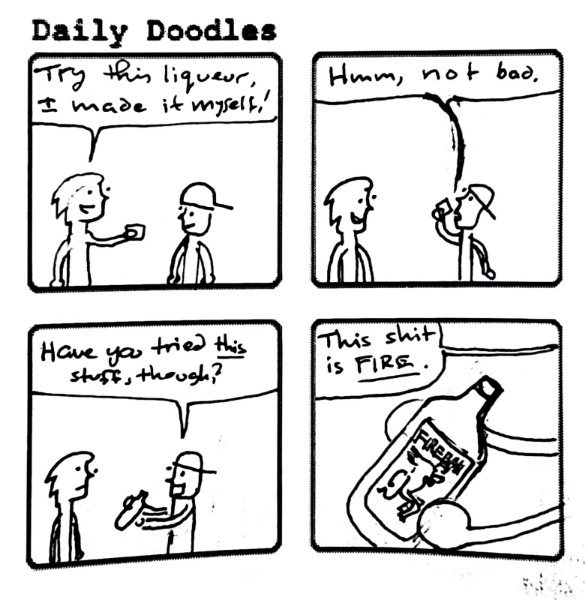 Daily Doodles
Try this liqueur,
I made it myself!
Hmm, not bad.
Have you tried this
stuff, though?
This shit
is FIRE.
FIREBALL